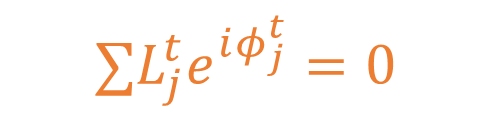 ∑L_j^t e^{iϕ_j^t} = 0